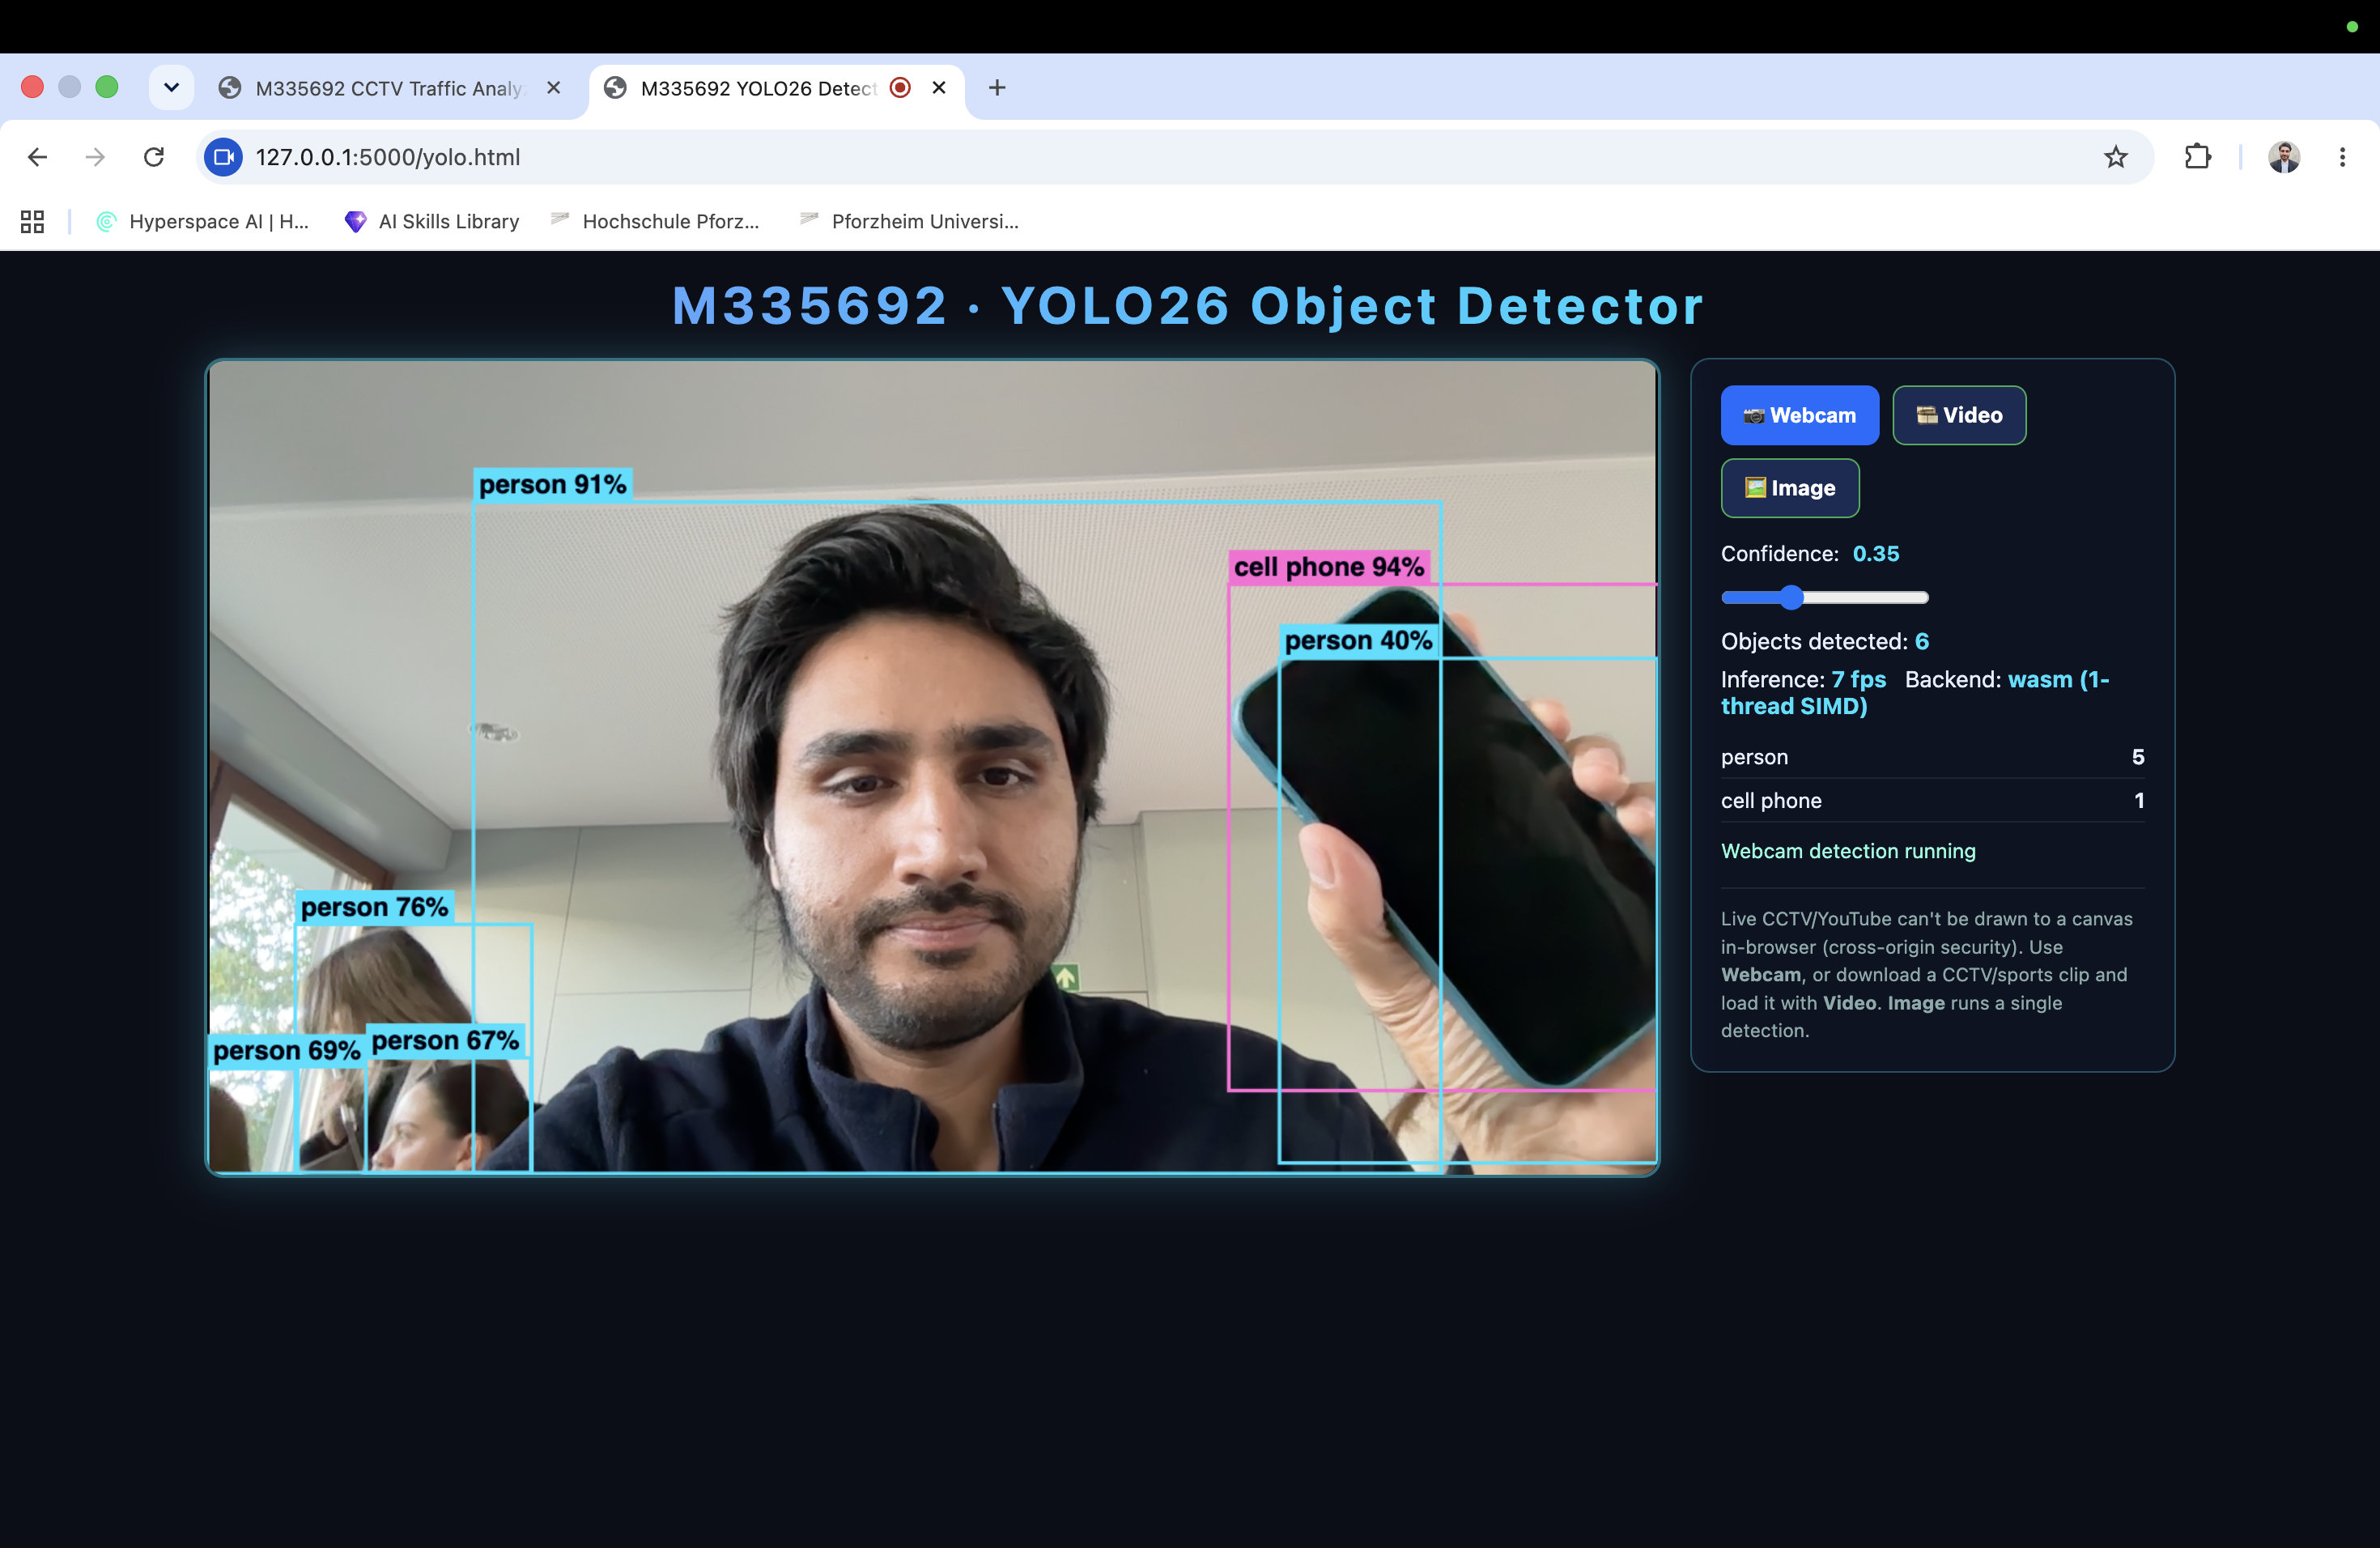 M335692 CCTV Traffic Analy
M335692 YOLO26 Detect
127.0.0.1:5000/yolo.html
Hyperspace AI | H...
AI Skills Library
Hochschule Pforz...
Pforzheim Universi...
M335692 · YOLO26 Object Detector
person 91%
cell phone 94%
person 40%
person 76%
person 69%
person 67%
Webcam
Video
Image
Confidence: 0.35
Objects detected: 6
Inference: 7 fps Backend: wasm (1-
thread SIMD)
person 5
cell phone 1
Webcam detection running
Live CCTV/YouTube can't be drawn to a canvas
in-browser (cross-origin security). Use
Webcam, or download a CCTV/sports clip and
load it with Video. Image runs a single
detection.